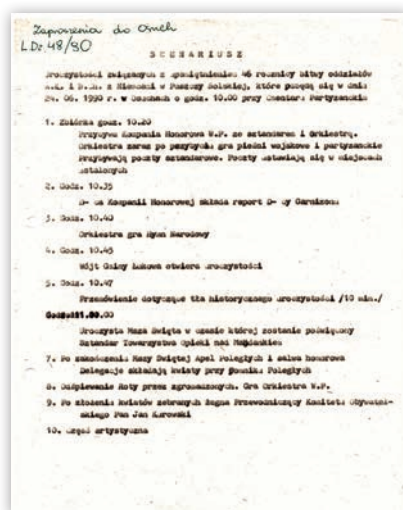 Zaproszenia do Osuch
L.Dz. 48/90
SCENARIUSZ
Uroczystości związanych z upamiętnieniem 46 rocznicy bitwy oddziałów
A.K. i B.Ch. z Niemcami w Puszczy Solskiej, które odbędą się w dniu
24. 06. 1990 r. w Osuchach o godz. 10.00 przy Cmentarzu Partyzanckim
1. Zbiórka godz. 10.20
Przybywa Kompania Honorowa W.P. ze sztandarem i Orkiestrą.
Orkiestra zaraz po przybyciu gra pieśni wojskowe i partyzanckie
Przybywają poczty sztandarowe. Poczty ustawiają się w miejscach
ustalonych
2. Godz. 10.35
D- ca Kompanii Honorowej składa raport D- cy Garnizonu
3. Godz. 10.40
Orkiestra gra Hymn Narodowy
4. Godz. 10.45
Wójt Gminy Łukowa otwiera uroczystości
5. Godz. 10.47
Przemówienie dotyczące tła historycznego uroczystości /10 min./
Uroczysta Msza Święta w czasie której zostanie poświęcony
Sztandar Towarzystwa Opieki nad Majdankiem
7. Po zakończeniu Mszy Świętej Apel Poległych i salwa honorowa
Delegacje składają kwiaty przy pomniku Poległych
8. Odśpiewanie Roty przez zgromadzonych. Gra Orkiestra W.P.
9. Po złożeniu kwiatów zebranych żegna Przewodniczący Komitetu Obywatel-
skiego Pan Jan Kurowski
10. Część artystyczna